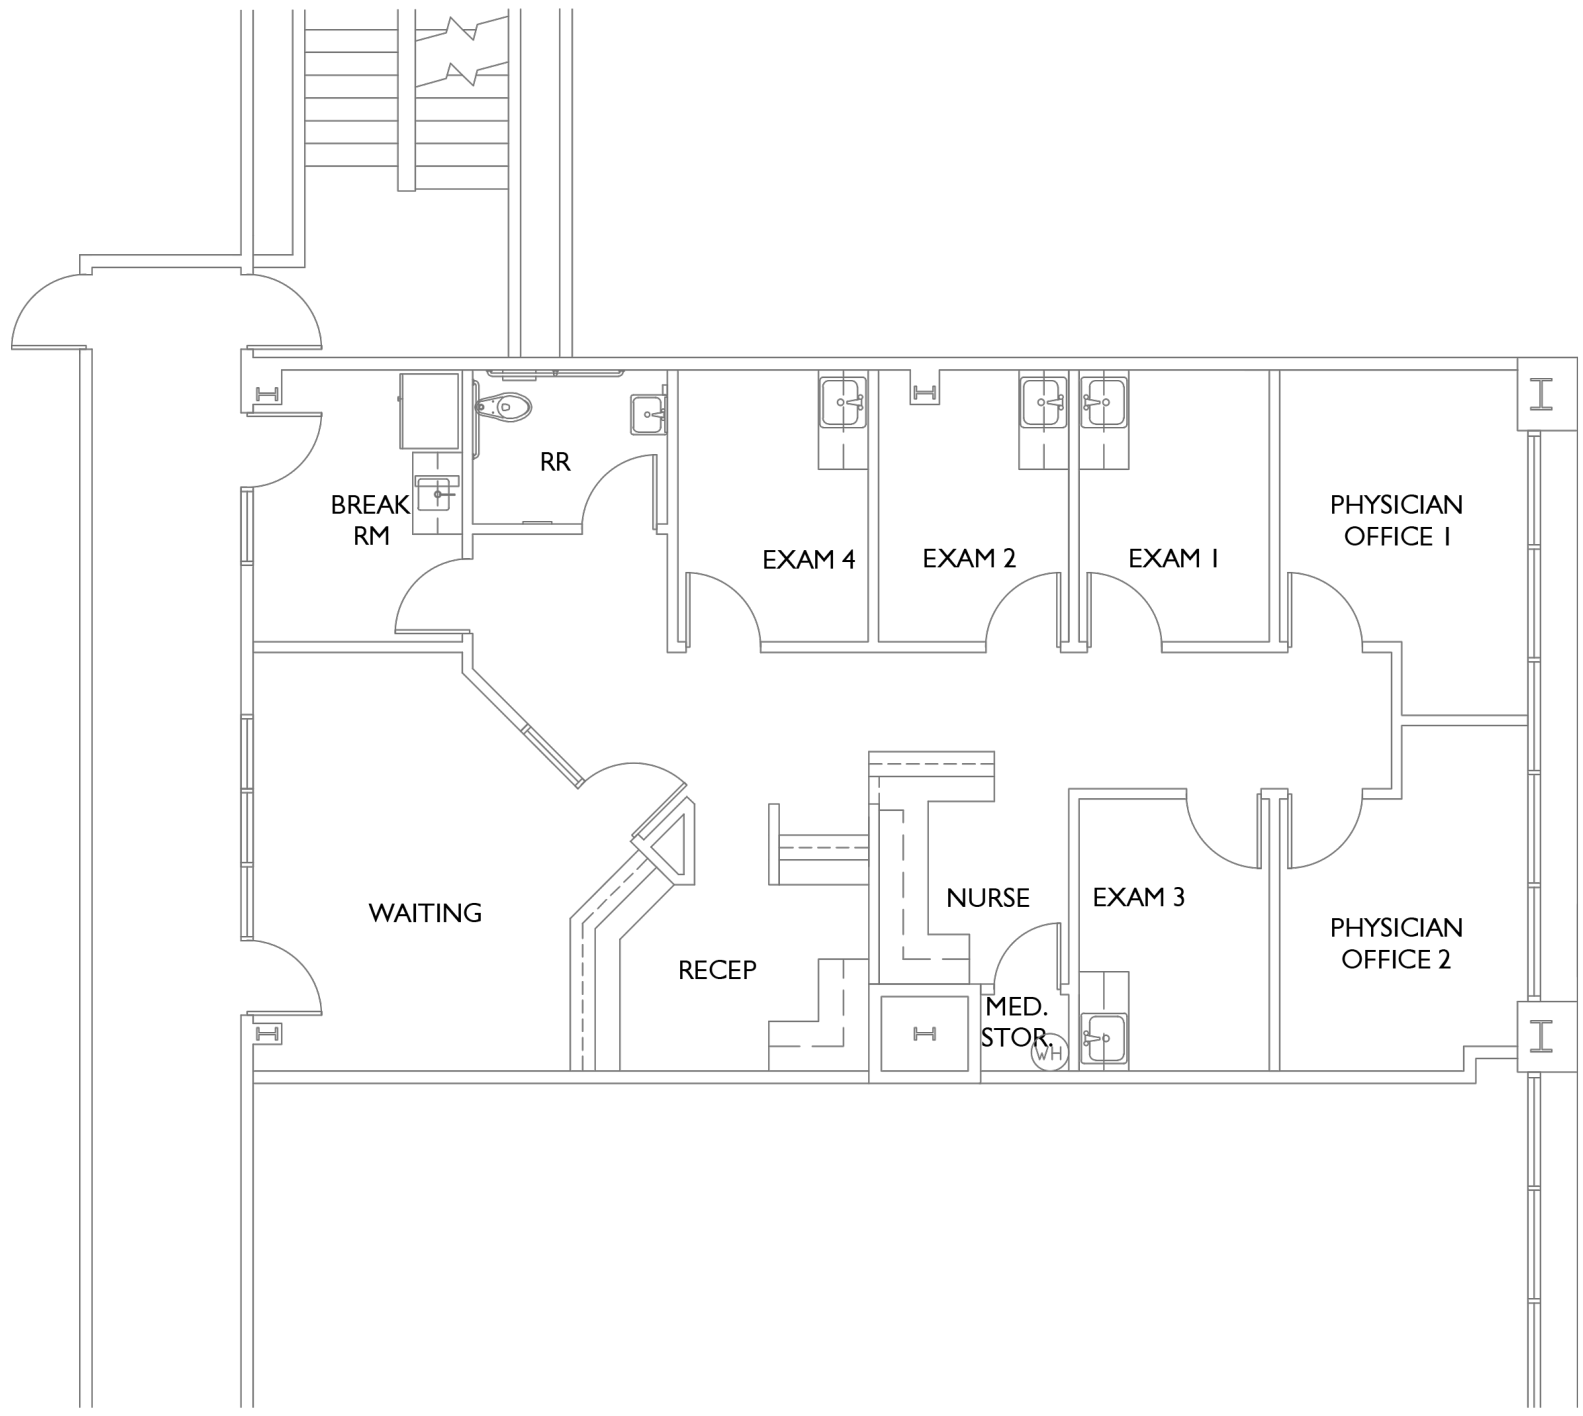 RR
BREAK
RM
EXAM 4
EXAM 2
EXAM 1
PHYSICIAN
OFFICE 1
WAITING
RECEP
NURSE
MED.
STOR.
WH
EXAM 3
PHYSICIAN
OFFICE 2